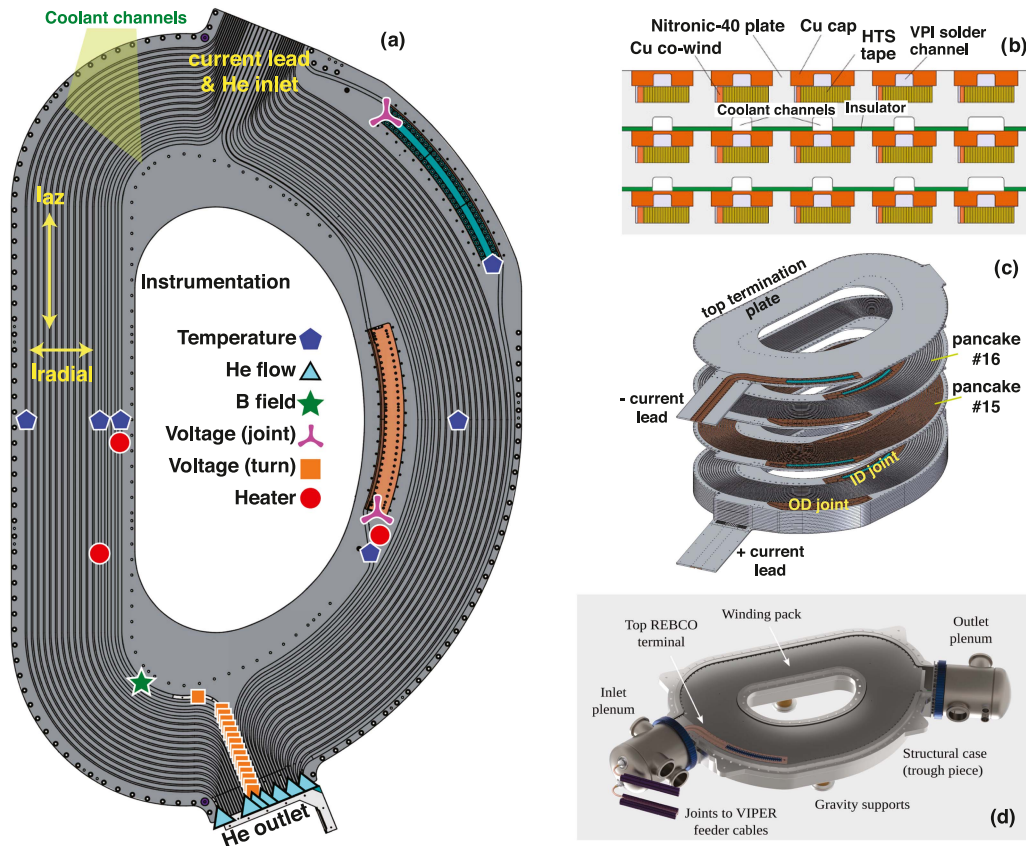 Coolant channels
(a)
current lead
& He inlet
Iaz
Iradial
Instrumentation
Temperature
He flow
B field
Voltage (joint)
Voltage (turn)
Heater
He outlet
(b)
Nitronic-40 plate
Cu cap
HTS
tape
VPI solder
channel
Cu co-wind
Coolant channels
Insulator
(c)
top termination
plate
pancake
#16
pancake
#15
- current
lead
ID joint
OD joint
+ current
lead
Winding pack
Top REBCO
terminal
Outlet
plenum
Inlet
plenum
Structural case
(trough piece)
Gravity supports
Joints to VIPER
feeder cables
(d)